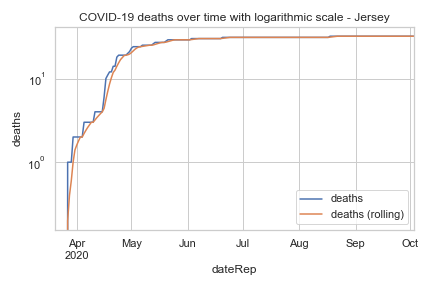 COVID-19 deaths over time with logarithmic scale - Jersey
deaths
10¹
10⁰
deaths
deaths (rolling)
Apr May Jun Jul Aug Sep Oct
2020
dateRep